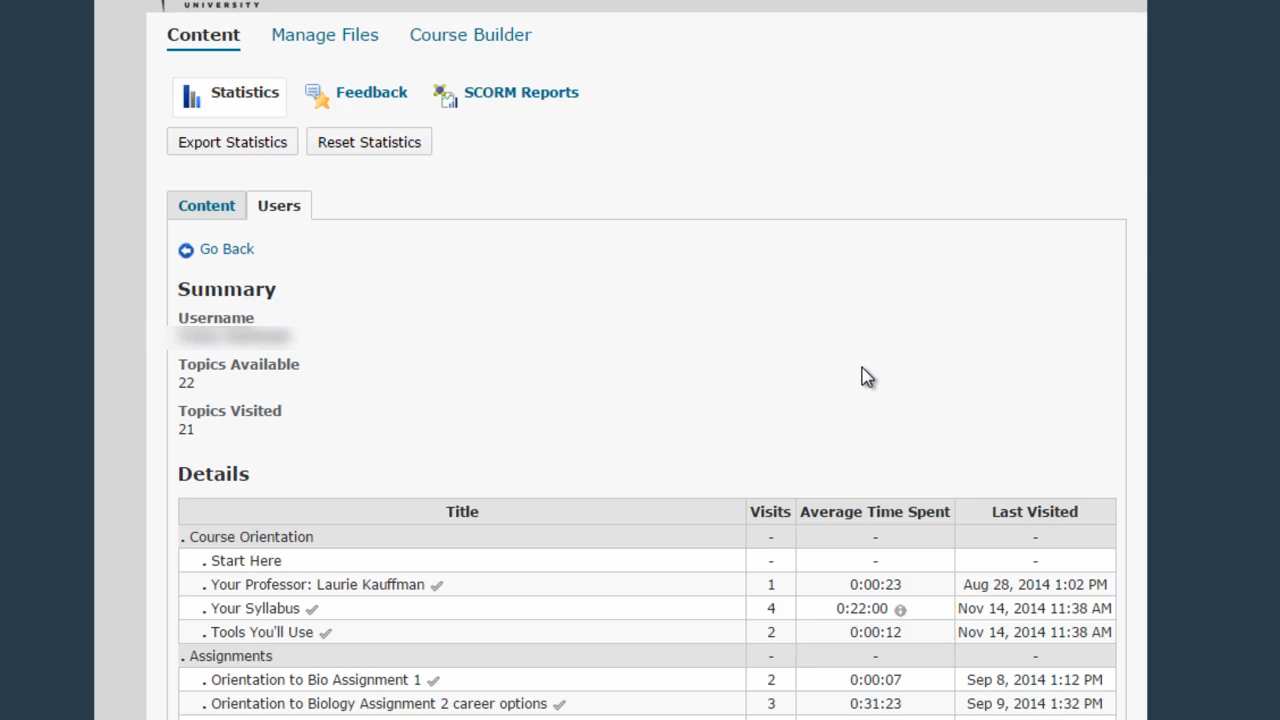 UNIVERSITY
Content Manage Files Course Builder
Statistics Feedback SCORM Reports
Export Statistics Reset Statistics
Content Users
Go Back
Summary
Username
Topics Available
22
Topics Visited
21
Details
Title Visits Average Time Spent Last Visited
. Course Orientation - - -
. Start Here - - -
. Your Professor: Laurie Kauffman 1 0:00:23 Aug 28, 2014 1:02 PM
. Your Syllabus 4 0:22:00 Nov 14, 2014 11:38 AM
. Tools You'll Use 2 0:00:12 Nov 14, 2014 11:38 AM
. Assignments - - -
. Orientation to Bio Assignment 1 2 0:00:07 Sep 8, 2014 1:12 PM
. Orientation to Biology Assignment 2 career options 3 0:31:23 Sep 9, 2014 1:32 PM